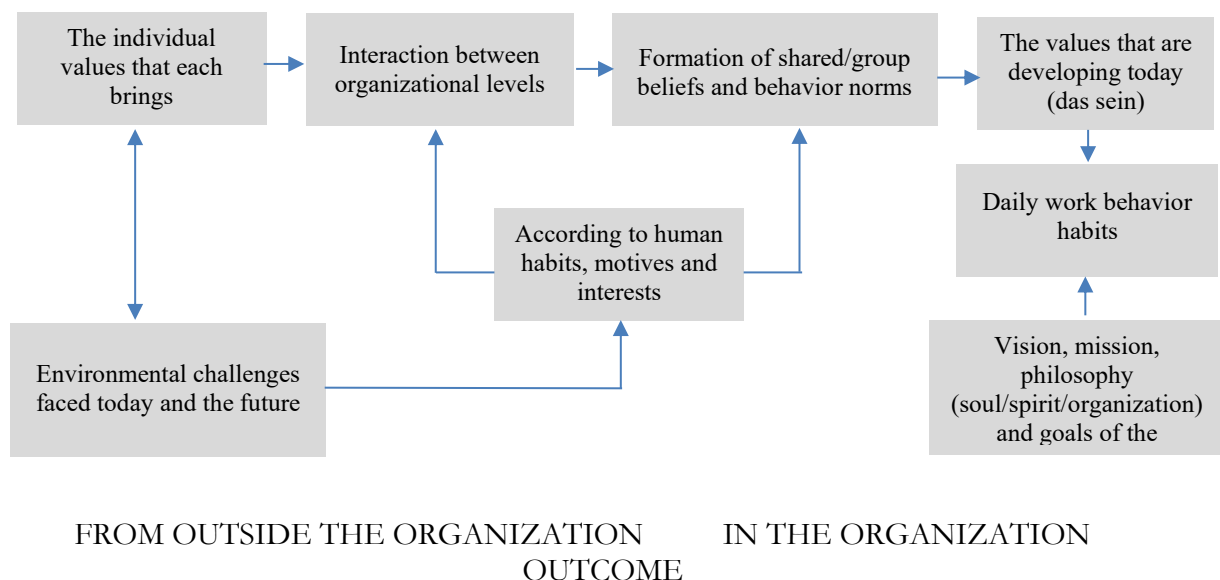 The individual
values that each
brings
Interaction between
organizational levels
Formation of shared/group
beliefs and behavior norms
The values that are
developing today
(das sein)
According to human
habits, motives and
interests
Daily work behavior
habits
Environmental challenges
faced today and the future
Vision, mission,
philosophy
(soul/spirit/organization)
and goals of the
FROM OUTSIDE THE ORGANIZATION IN THE ORGANIZATION
OUTCOME